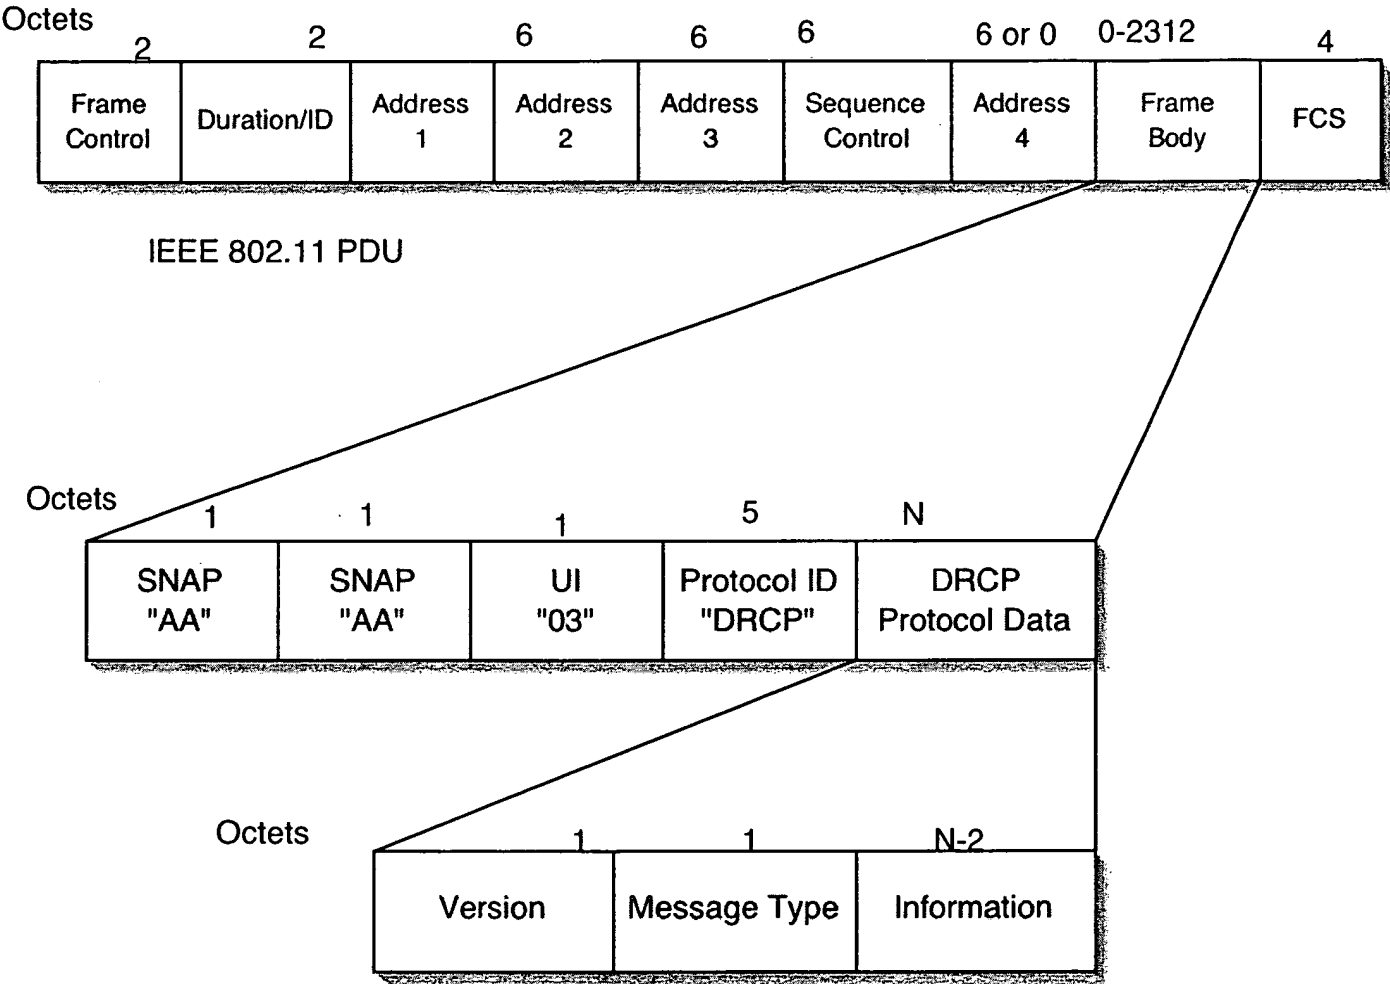 Octets
2 2 6 6 6 6 or 0 0-2312 4
Frame Control
Duration/ID
Address 1
Address 2
Address 3
Sequence Control
Address 4
Frame Body
FCS
IEEE 802.11 PDU
Octets
1 1 1 5 N
SNAP "AA"
SNAP "AA"
UI "03"
Protocol ID "DRCP"
DRCP Protocol Data
Octets
1 1 N-2
Version
Message Type
Information